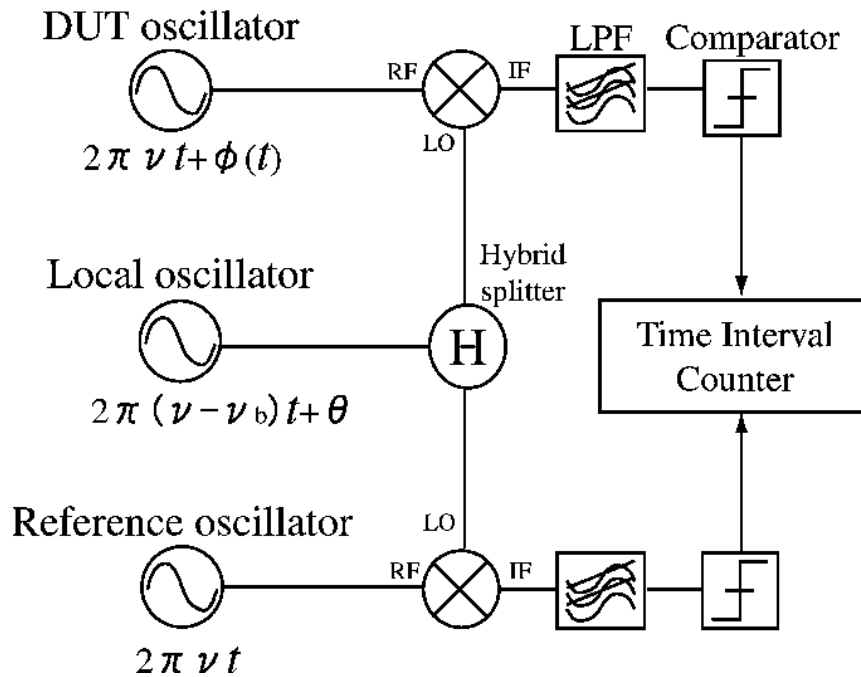 DUT oscillator
LPF
Comparator
RF
IF
LO
2π ν t+ϕ(t)
Hybrid
splitter
Local oscillator
H
Time Interval
Counter
2π (ν−ν b) t+θ
Reference oscillator
LO
RF
IF
2π ν t